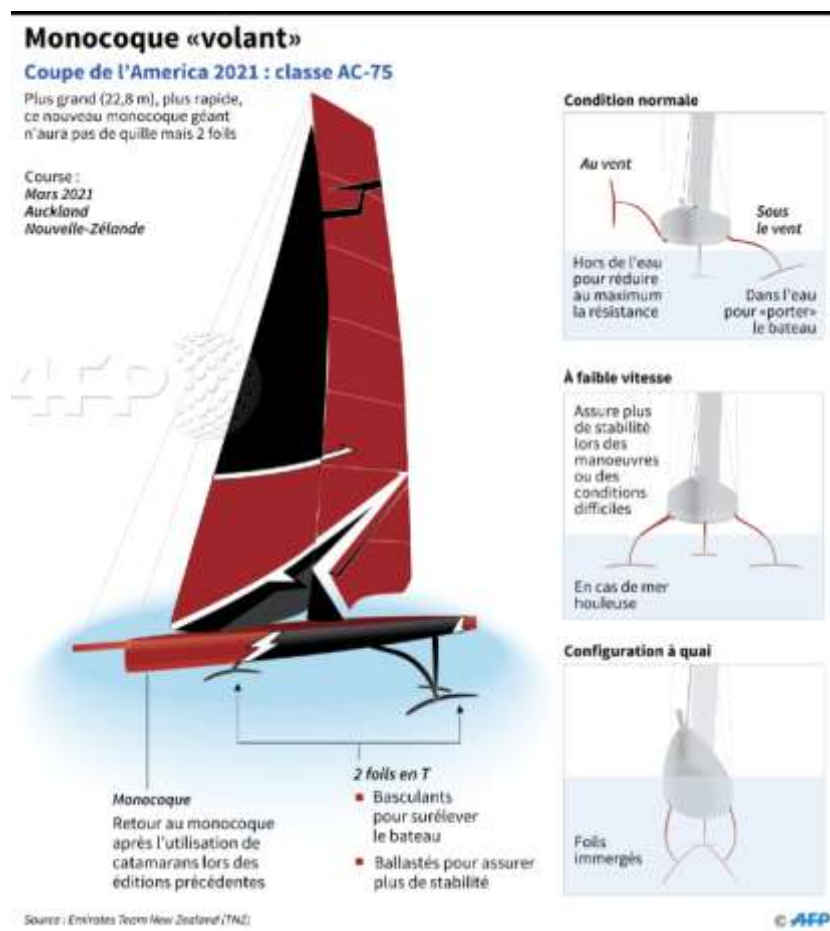 Monocoque «volant»
Coupe de l'America 2021 : classe AC-75
Plus grand (22,8 m), plus rapide,
ce nouveau monocoque géant
n'aura pas de quille mais 2 foils
Course :
Mars 2021
Auckland
Nouvelle-Zélande
AFP
Monocoque
Retour au monocoque
après l'utilisation de
catamarans lors des
éditions précédentes
2 foils en T
Basculants
pour surélever
le bateau
Ballastés pour assurer
plus de stabilité
Condition normale
Au vent
Sous
le vent
Hors de l'eau
pour réduire
au maximum
la résistance
Dans l'eau
pour «porter»
le bateau
À faible vitesse
Assure plus
de stabilité
lors des
manoeuvres
ou des
conditions
difficiles
En cas de mer
houleuse
Configuration à quai
Foils
immergés
Source : Emirates Team New Zealand (TNZ)
© AFP